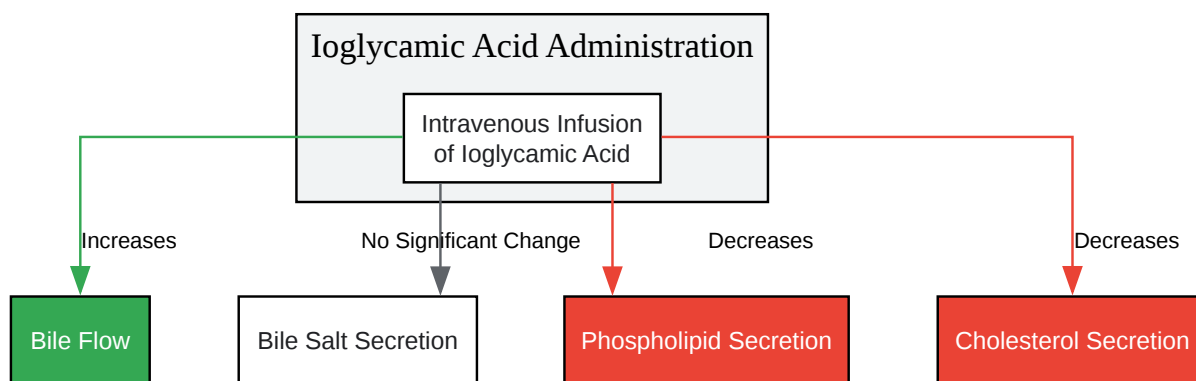 Ioglycamic Acid Administration
Intravenous Infusion
of Ioglycamic Acid
Increases
No Significant Change
Decreases
Decreases
Bile Flow
Bile Salt Secretion
Phospholipid Secretion
Cholesterol Secretion